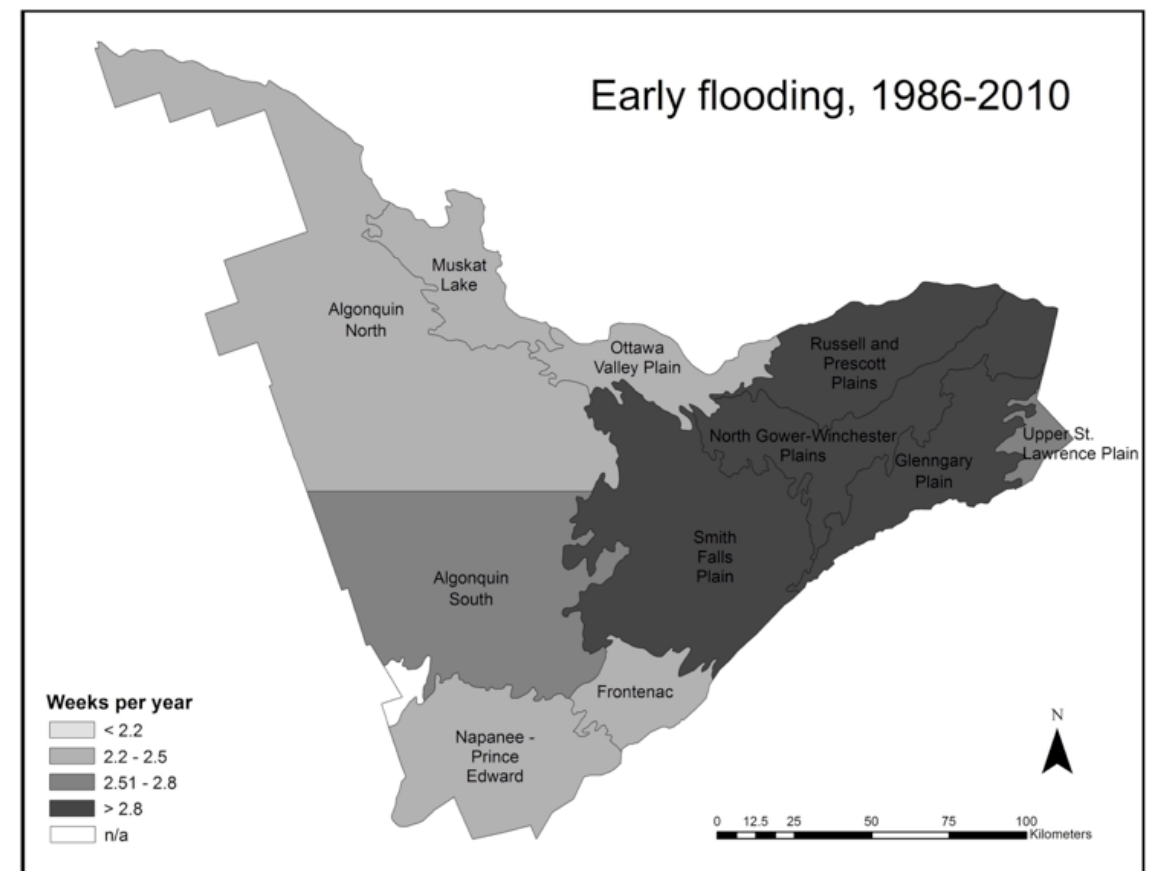 Early flooding, 1986-2010
Muskat
Lake
Algonquin
North
Ottawa
Valley Plain
Russell and
Prescott
Plains
North Gower-Winchester
Plains
Upper St.
Lawrence Plain
Glenngary
Plain
Smith
Falls
Plain
Algonquin
South
Frontenac
Napanee -
Prince
Edward
Weeks per year
< 2.2
2.2 - 2.5
2.51 - 2.8
> 2.8
n/a
N
0 12.5 25 50 75 100
Kilometers